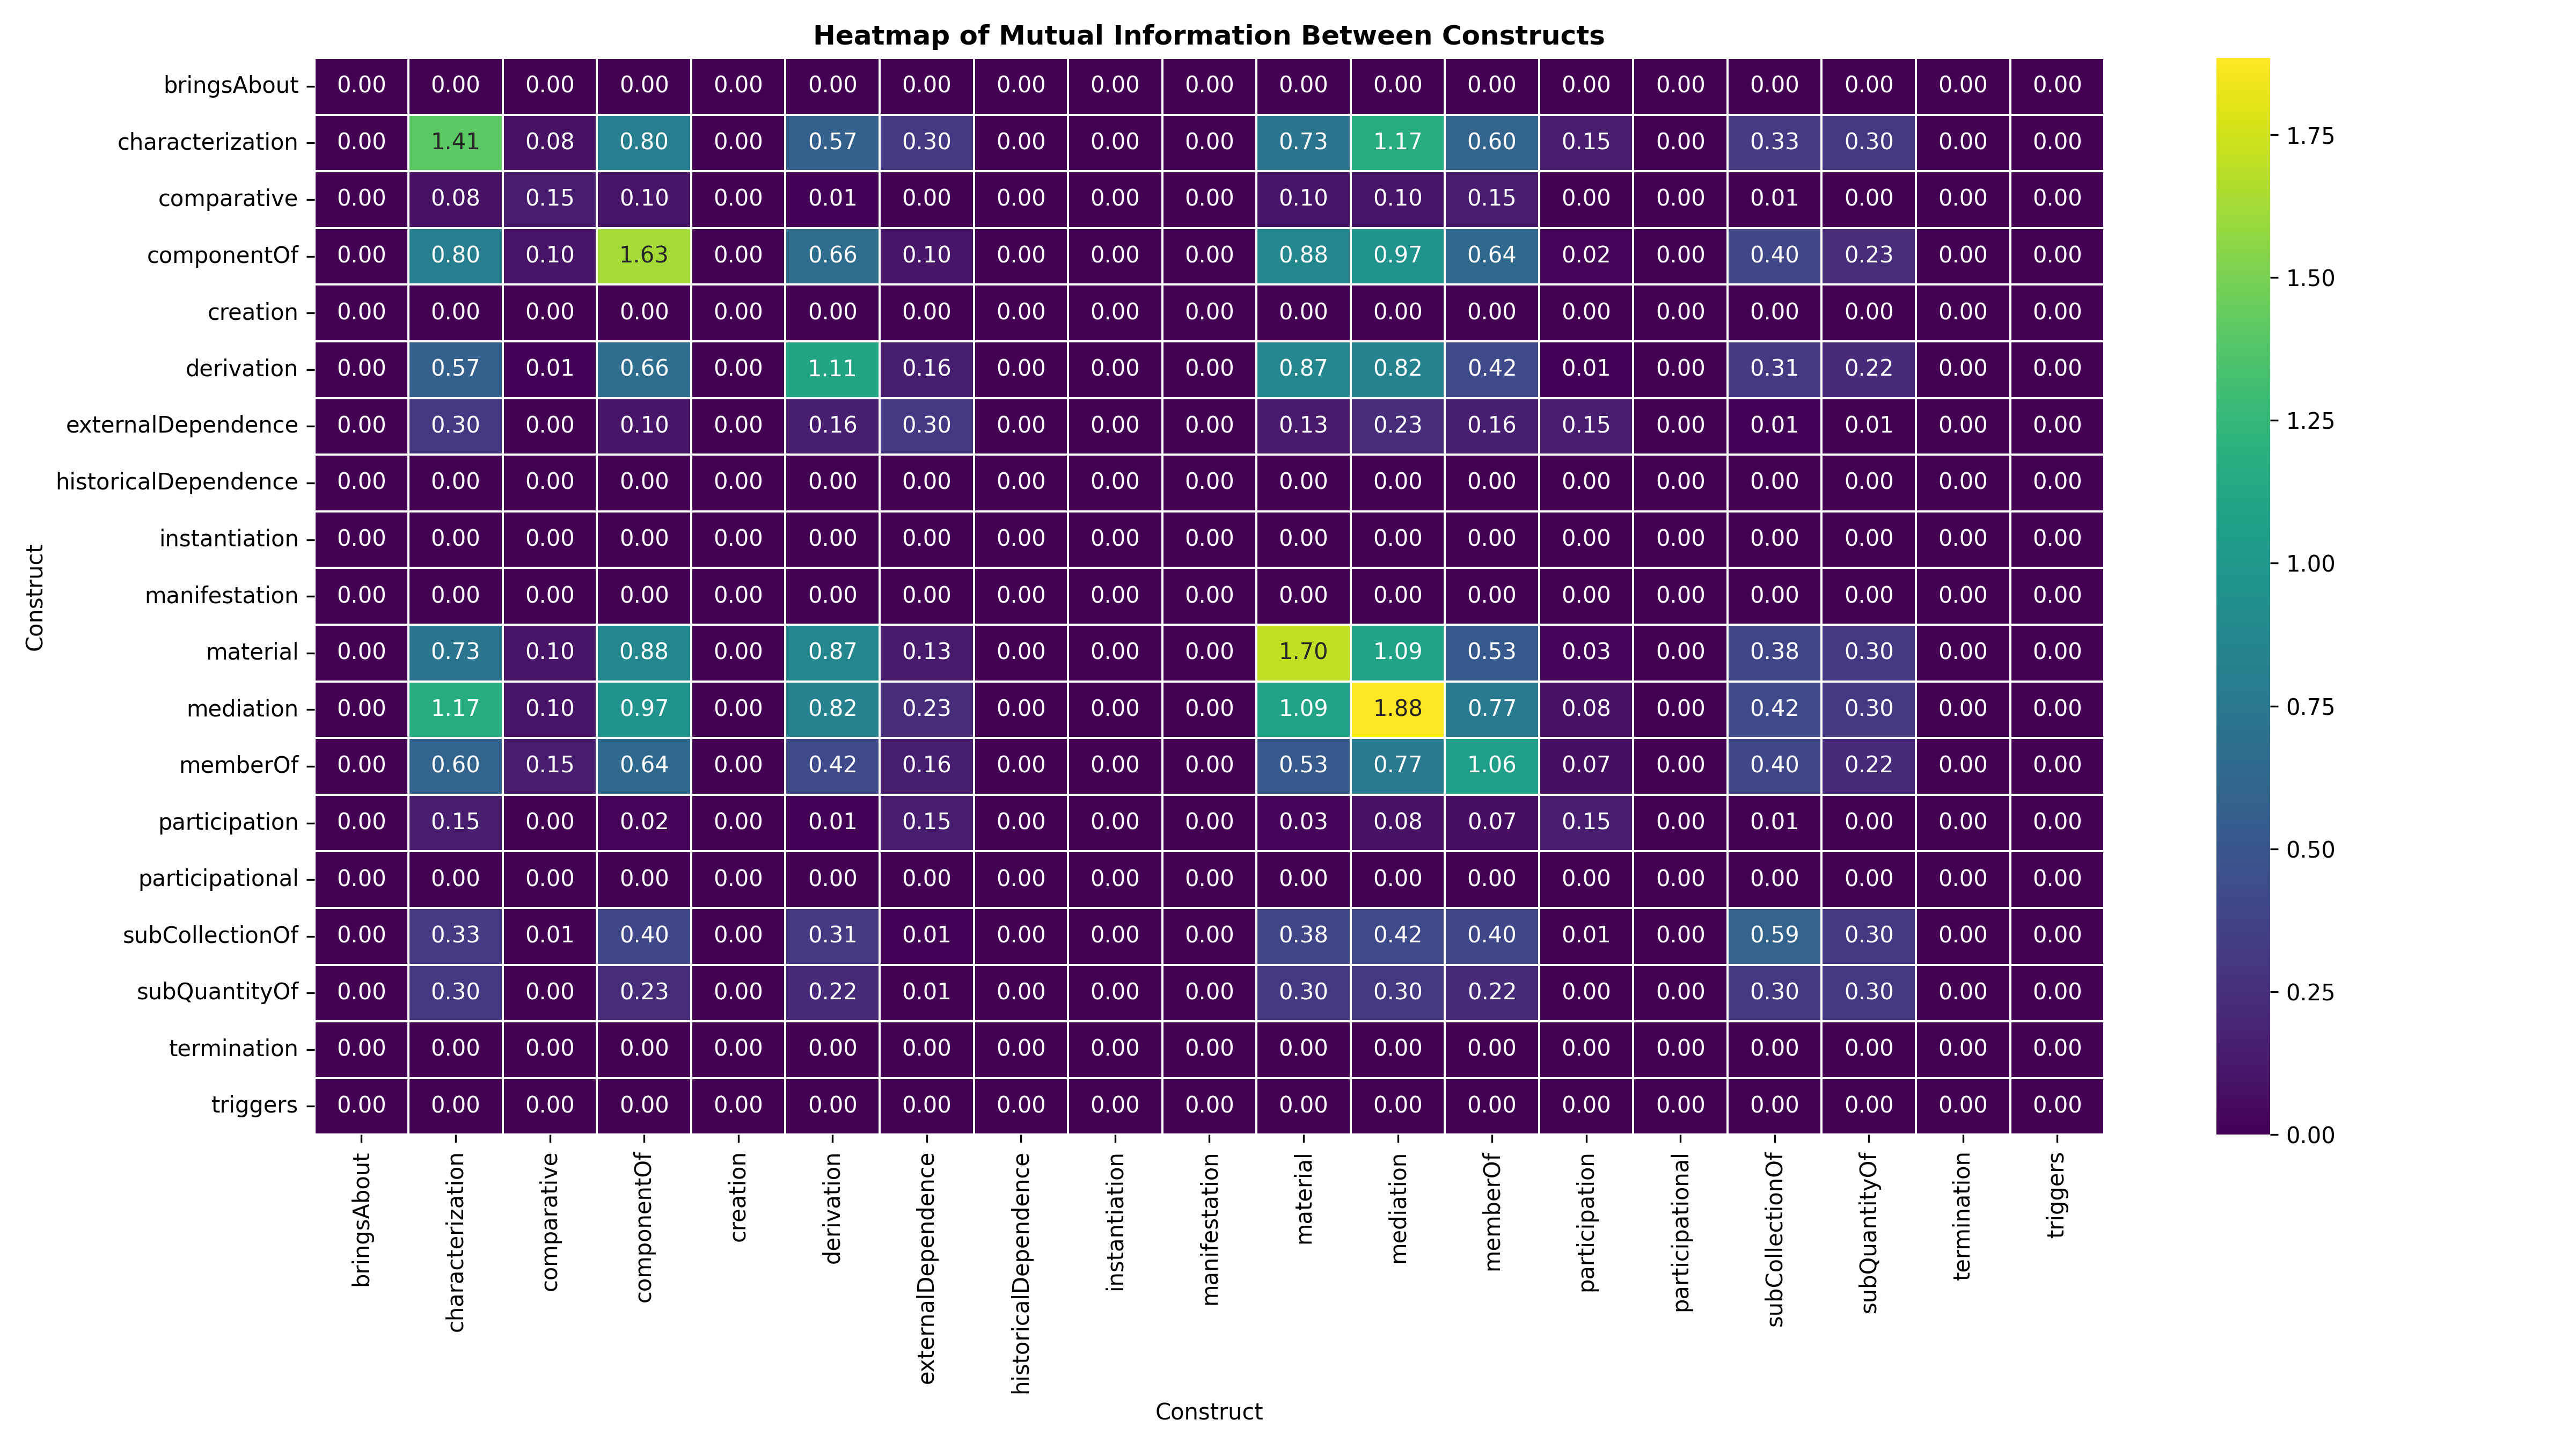 Heatmap of Mutual Information Between Constructs
bringsAbout 0.00 0.00 0.00 0.00 0.00 0.00 0.00 0.00 0.00 0.00 0.00 0.00 0.00 0.00 0.00 0.00 0.00 0.00 0.00
characterization 0.00 1.41 0.08 0.80 0.00 0.57 0.30 0.00 0.00 0.00 0.73 1.17 0.60 0.15 0.00 0.33 0.30 0.00 0.00
comparative 0.00 0.08 0.15 0.10 0.00 0.01 0.00 0.00 0.00 0.00 0.10 0.10 0.15 0.00 0.00 0.01 0.00 0.00 0.00
componentOf 0.00 0.80 0.10 1.63 0.00 0.66 0.10 0.00 0.00 0.00 0.88 0.97 0.64 0.02 0.00 0.40 0.23 0.00 0.00
creation 0.00 0.00 0.00 0.00 0.00 0.00 0.00 0.00 0.00 0.00 0.00 0.00 0.00 0.00 0.00 0.00 0.00 0.00 0.00
derivation 0.00 0.57 0.01 0.66 0.00 1.11 0.16 0.00 0.00 0.00 0.87 0.82 0.42 0.01 0.00 0.31 0.22 0.00 0.00
externalDependence 0.00 0.30 0.00 0.10 0.00 0.16 0.30 0.00 0.00 0.00 0.13 0.23 0.16 0.15 0.00 0.01 0.01 0.00 0.00
historicalDependence 0.00 0.00 0.00 0.00 0.00 0.00 0.00 0.00 0.00 0.00 0.00 0.00 0.00 0.00 0.00 0.00 0.00 0.00 0.00
instantiation 0.00 0.00 0.00 0.00 0.00 0.00 0.00 0.00 0.00 0.00 0.00 0.00 0.00 0.00 0.00 0.00 0.00 0.00 0.00
manifestation 0.00 0.00 0.00 0.00 0.00 0.00 0.00 0.00 0.00 0.00 0.00 0.00 0.00 0.00 0.00 0.00 0.00 0.00 0.00
material 0.00 0.73 0.10 0.88 0.00 0.87 0.13 0.00 0.00 0.00 1.70 1.09 0.53 0.03 0.00 0.38 0.30 0.00 0.00
mediation 0.00 1.17 0.10 0.97 0.00 0.82 0.23 0.00 0.00 0.00 1.09 1.88 0.77 0.08 0.00 0.42 0.30 0.00 0.00
memberOf 0.00 0.60 0.15 0.64 0.00 0.42 0.16 0.00 0.00 0.00 0.53 0.77 1.06 0.07 0.00 0.40 0.22 0.00 0.00
participation 0.00 0.15 0.00 0.02 0.00 0.01 0.15 0.00 0.00 0.00 0.03 0.08 0.07 0.15 0.00 0.01 0.00 0.00 0.00
participational 0.00 0.00 0.00 0.00 0.00 0.00 0.00 0.00 0.00 0.00 0.00 0.00 0.00 0.00 0.00 0.00 0.00 0.00 0.00
subCollectionOf 0.00 0.33 0.01 0.40 0.00 0.31 0.01 0.00 0.00 0.00 0.38 0.42 0.40 0.01 0.00 0.59 0.30 0.00 0.00
subQuantityOf 0.00 0.30 0.00 0.23 0.00 0.22 0.01 0.00 0.00 0.00 0.30 0.30 0.22 0.00 0.00 0.30 0.30 0.00 0.00
termination 0.00 0.00 0.00 0.00 0.00 0.00 0.00 0.00 0.00 0.00 0.00 0.00 0.00 0.00 0.00 0.00 0.00 0.00 0.00
triggers 0.00 0.00 0.00 0.00 0.00 0.00 0.00 0.00 0.00 0.00 0.00 0.00 0.00 0.00 0.00 0.00 0.00 0.00 0.00
Construct
bringsAbout
characterization
comparative
componentOf
creation
derivation
externalDependence
historicalDependence
instantiation
manifestation
material
mediation
memberOf
participation
participational
subCollectionOf
subQuantityOf
termination
triggers
Construct
1.75
1.50
1.25
1.00
0.75
0.50
0.25
0.00